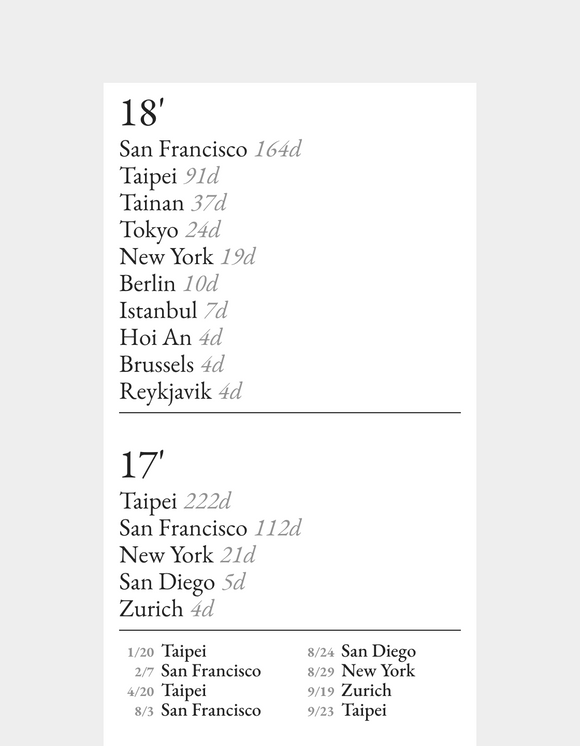 18'
San Francisco 164d
Taipei 91d
Tainan 37d
Tokyo 24d
New York 19d
Berlin 10d
Istanbul 7d
Hoi An 4d
Brussels 4d
Reykjavik 4d
17'
Taipei 222d
San Francisco 112d
New York 21d
San Diego 5d
Zurich 4d
1/20 Taipei
2/7 San Francisco
4/20 Taipei
8/3 San Francisco
8/24 San Diego
8/29 New York
9/19 Zurich
9/23 Taipei